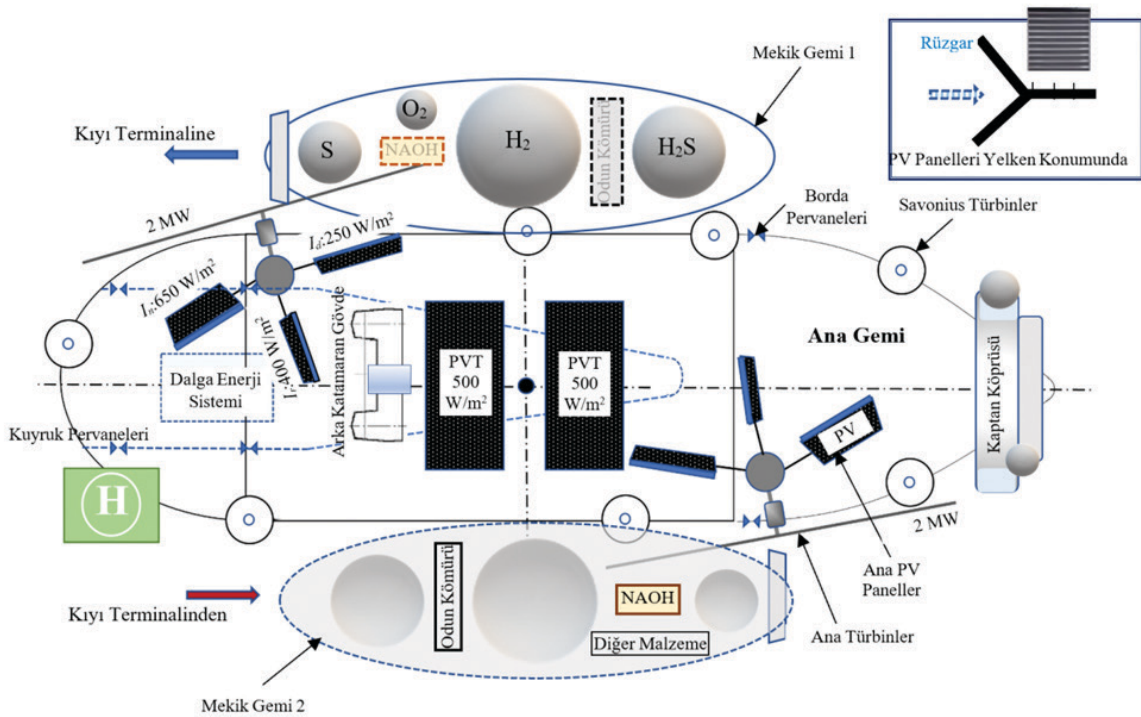 Mekik Gemi 1
Rüzgar
PV Panelleri Yelken Konumunda
Kıyı Terminaline
S
O2
NAOH
H2
Odun Kömürü
H2S
2 MW
Borda
Pervaneleri
Savonius Türbinler
Id:250 W/m²
In:650 W/m²
Ir:400 W/m²
Arka Katamaran Gövde
PVT
500
W/m²
PVT
500
W/m²
Ana Gemi
Kaptan Köprüsü
Dalga Enerji
Sistemi
Kuyruk Pervaneleri
PV
H
2 MW
Ana PV
Paneller
Kıyı Terminalinden
Odun Kömürü
NAOH
Diğer Malzeme
Ana Türbinler
Mekik Gemi 2